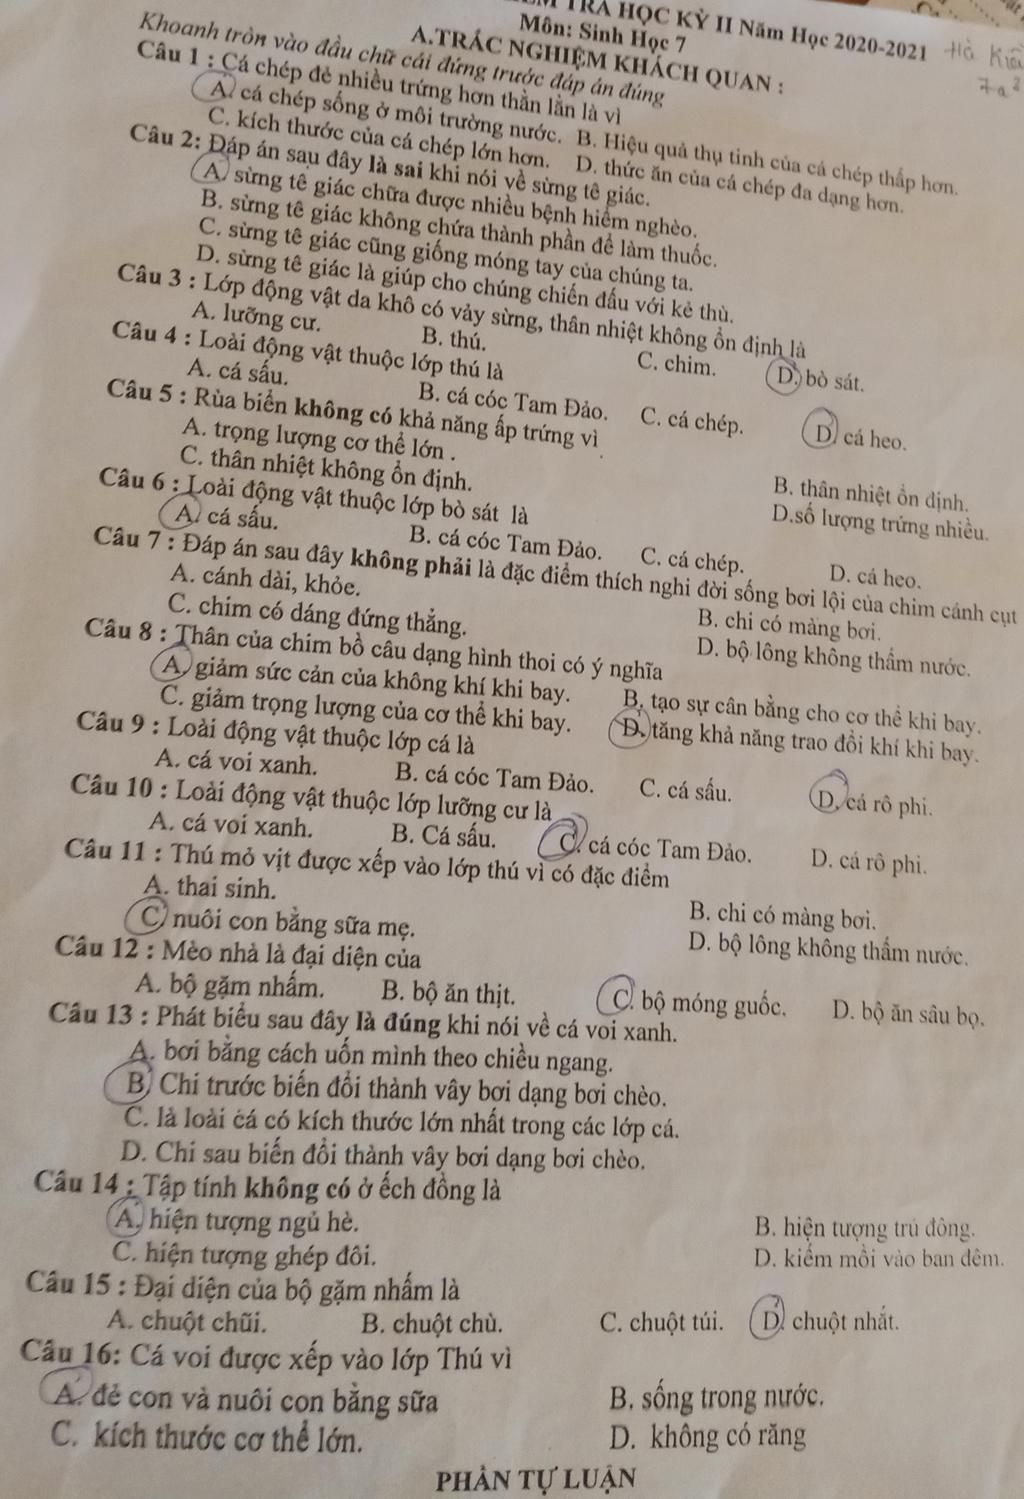 TRA HỌC KỲ II Năm Học 2020-2021
Môn: Sinh Học 7
Hồ
7a²
A.TRẮC NGHIỆM KHÁCH QUAN :
Khoanh tròn vào đầu chữ cái đứng trước đáp án đúng
Câu 1 : Cá chép đẻ nhiều trứng hơn thằn lằn là vì
A. cá chép sống ở môi trường nước. B. Hiệu quả thụ tinh của cá chép thấp hơn.
C. kích thước của cá chép lớn hơn. D. thức ăn của cá chép đa dạng hơn.
Câu 2: Đáp án sau đây là sai khi nói về sừng tê giác.
A. sừng tê giác chữa được nhiều bệnh hiểm nghèo.
B. sừng tê giác không chứa thành phần để làm thuốc.
C. sừng tê giác cũng giống móng tay của chúng ta.
D. sừng tê giác là giúp cho chúng chiến đấu với kẻ thù.
Câu 3 : Lớp động vật da khô có vảy sừng, thân nhiệt không ổn định là
A. lưỡng cư. B. thú. C. chim. D. bò sát.
Câu 4 : Loài động vật thuộc lớp thú là
A. cá sấu. B. cá cóc Tam Đảo. C. cá chép. D. cá heo.
Câu 5 : Rùa biển không có khả năng ấp trứng vì
A. trọng lượng cơ thể lớn . B. thân nhiệt ổn định.
C. thân nhiệt không ổn định. D.số lượng trứng nhiều.
Câu 6 : Loài động vật thuộc lớp bò sát là
A. cá sấu. B. cá cóc Tam Đảo. C. cá chép. D. cá heo.
Câu 7 : Đáp án sau đây không phải là đặc điểm thích nghi đời sống bơi lội của chim cánh cụt
A. cánh dài, khỏe. B. chi có màng bơi.
C. chim có dáng đứng thẳng. D. bộ lông không thấm nước.
Câu 8 : Thân của chim bồ câu dạng hình thoi có ý nghĩa
A. giảm sức cản của không khí khi bay. B. tạo sự cân bằng cho cơ thể khi bay.
C. giảm trọng lượng của cơ thể khi bay. D. tăng khả năng trao đổi khí khi bay.
Câu 9 : Loài động vật thuộc lớp cá là
A. cá voi xanh. B. cá cóc Tam Đảo. C. cá sấu. D. cá rô phi.
Câu 10 : Loài động vật thuộc lớp lưỡng cư là
A. cá voi xanh. B. Cá sấu. C. cá cóc Tam Đảo. D. cá rô phi.
Câu 11 : Thú mỏ vịt được xếp vào lớp thú vì có đặc điểm
A. thai sinh. B. chi có màng bơi.
C. nuôi con bằng sữa mẹ. D. bộ lông không thấm nước.
Câu 12 : Mèo nhà là đại diện của
A. bộ gặm nhấm. B. bộ ăn thịt. C. bộ móng guốc. D. bộ ăn sâu bọ.
Câu 13 : Phát biểu sau đây là đúng khi nói về cá voi xanh.
A. bơi bằng cách uốn mình theo chiều ngang.
B. Chi trước biến đổi thành vây bơi dạng bơi chèo.
C. là loài cá có kích thước lớn nhất trong các lớp cá.
D. Chi sau biến đổi thành vây bơi dạng bơi chèo.
Câu 14 : Tập tính không có ở ếch đồng là
A. hiện tượng ngủ hè. B. hiện tượng trú đông.
C. hiện tượng ghép đôi. D. kiếm mồi vào ban đêm.
Câu 15 : Đại diện của bộ gặm nhấm là
A. chuột chũi. B. chuột chù. C. chuột túi. D. chuột nhắt.
Câu 16: Cá voi được xếp vào lớp Thú vì
A. đẻ con và nuôi con bằng sữa B. sống trong nước.
C. kích thước cơ thể lớn. D. không có răng
PHẦN TỰ LUẬN